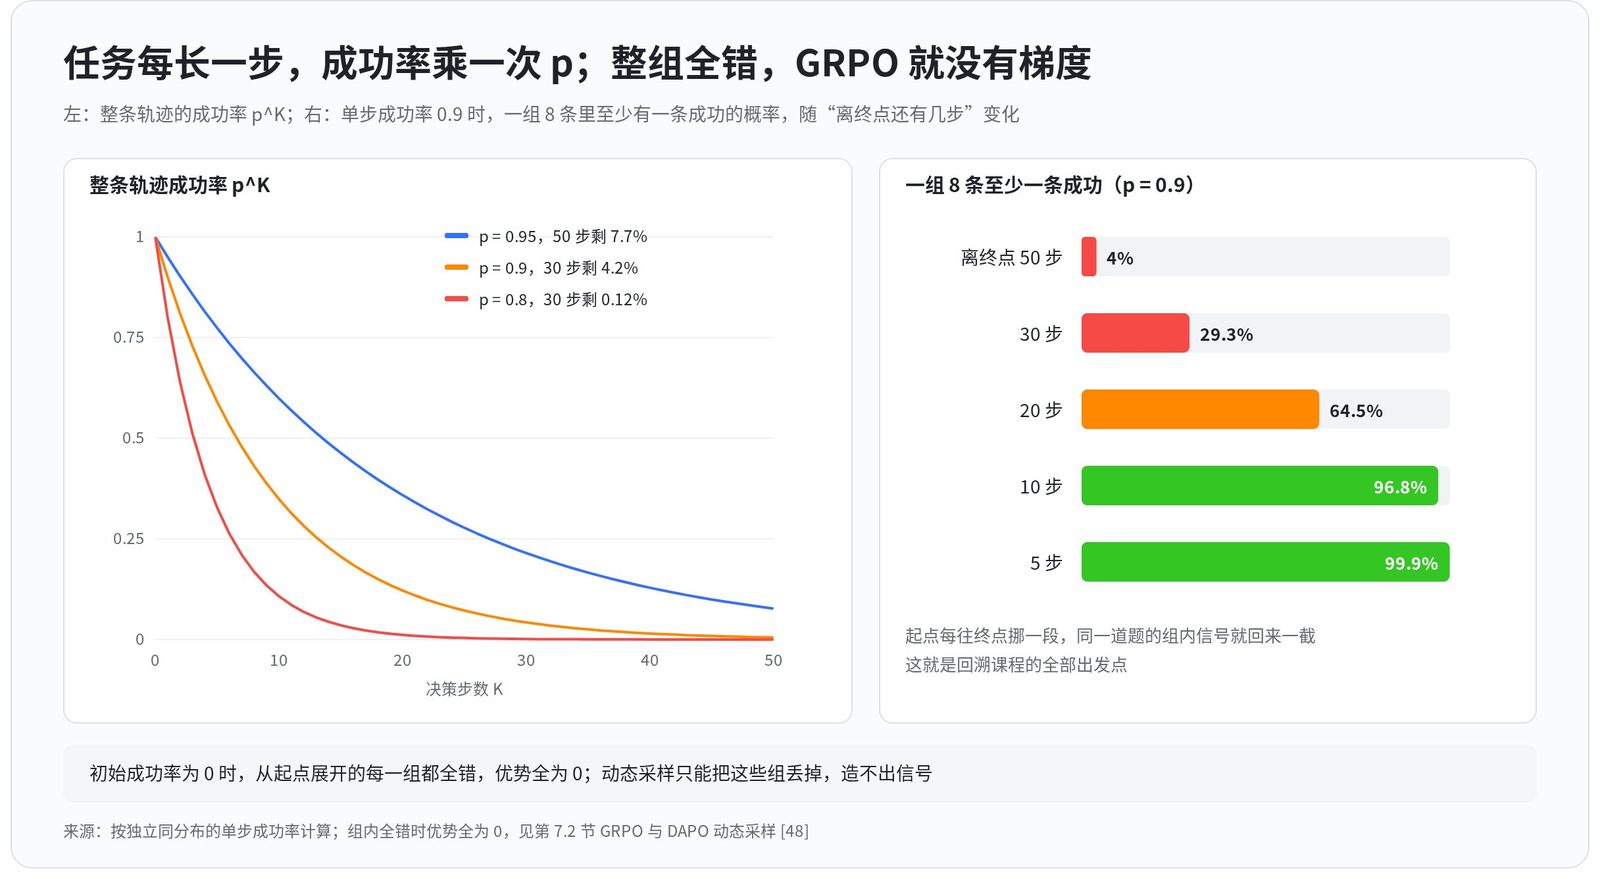 任务每长一步，成功率乘一次 p；整组全错，GRPO 就没有梯度
左：整条轨迹的成功率 p^K；右：单步成功率 0.9 时，一组 8 条里至少有一条成功的概率，随“离终点还有几步”变化
整条轨迹成功率 p^K
p = 0.95，50 步剩 7.7%
p = 0.9，30 步剩 4.2%
p = 0.8，30 步剩 0.12%
1
0.75
0.5
0.25
0
0 10 20 30 40 50
决策步数 K
一组 8 条至少一条成功（p = 0.9）
离终点 50 步 4%
30 步 29.3%
20 步 64.5%
10 步 96.8%
5 步 99.9%
起点每往终点挪一段，同一道题的组内信号就回来一截
这就是回溯课程的全部出发点
初始成功率为 0 时，从起点展开的每一组都全错，优势全为 0；动态采样只能把这些组丢掉，造不出信号
来源：按独立同分布的单步成功率计算；组内全错时优势全为 0，见第 7.2 节 GRPO 与 DAPO 动态采样 [48]